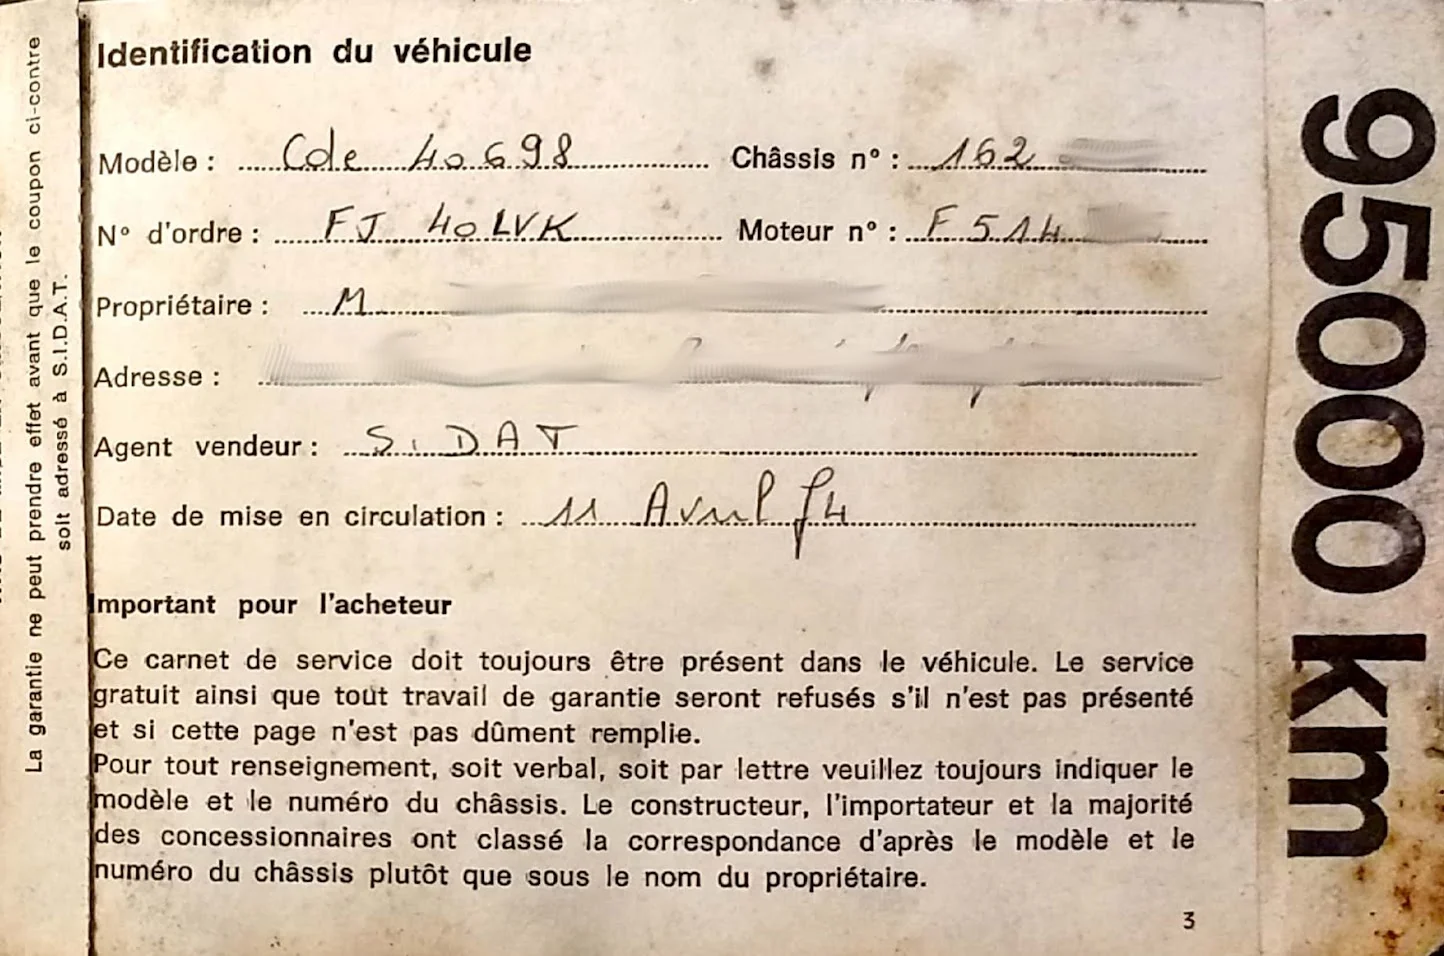 Identification du véhicule
Modèle : Cde 40698 Châssis n° : 162
N° d'ordre : FJ 40LVK Moteur n° : F 514
Propriétaire : M
Adresse :
Agent vendeur : SiDAT
Date de mise en circulation : 11 Avril 74
Important pour l'acheteur
Ce carnet de service doit toujours être présent dans le véhicule. Le service
gratuit ainsi que tout travail de garantie seront refusés s'il n'est pas présenté
et si cette page n'est pas dûment remplie.
Pour tout renseignement, soit verbal, soit par lettre veuillez toujours indiquer le
modèle et le numéro du châssis. Le constructeur, l'importateur et la majorité
des concessionnaires ont classé la correspondance d'après le modèle et le
numéro du châssis plutôt que sous le nom du propriétaire.
3
La garantie ne peut prendre effet avant que le coupon ci-contre
soit adressé à S.I.D.A.T.
95000 km